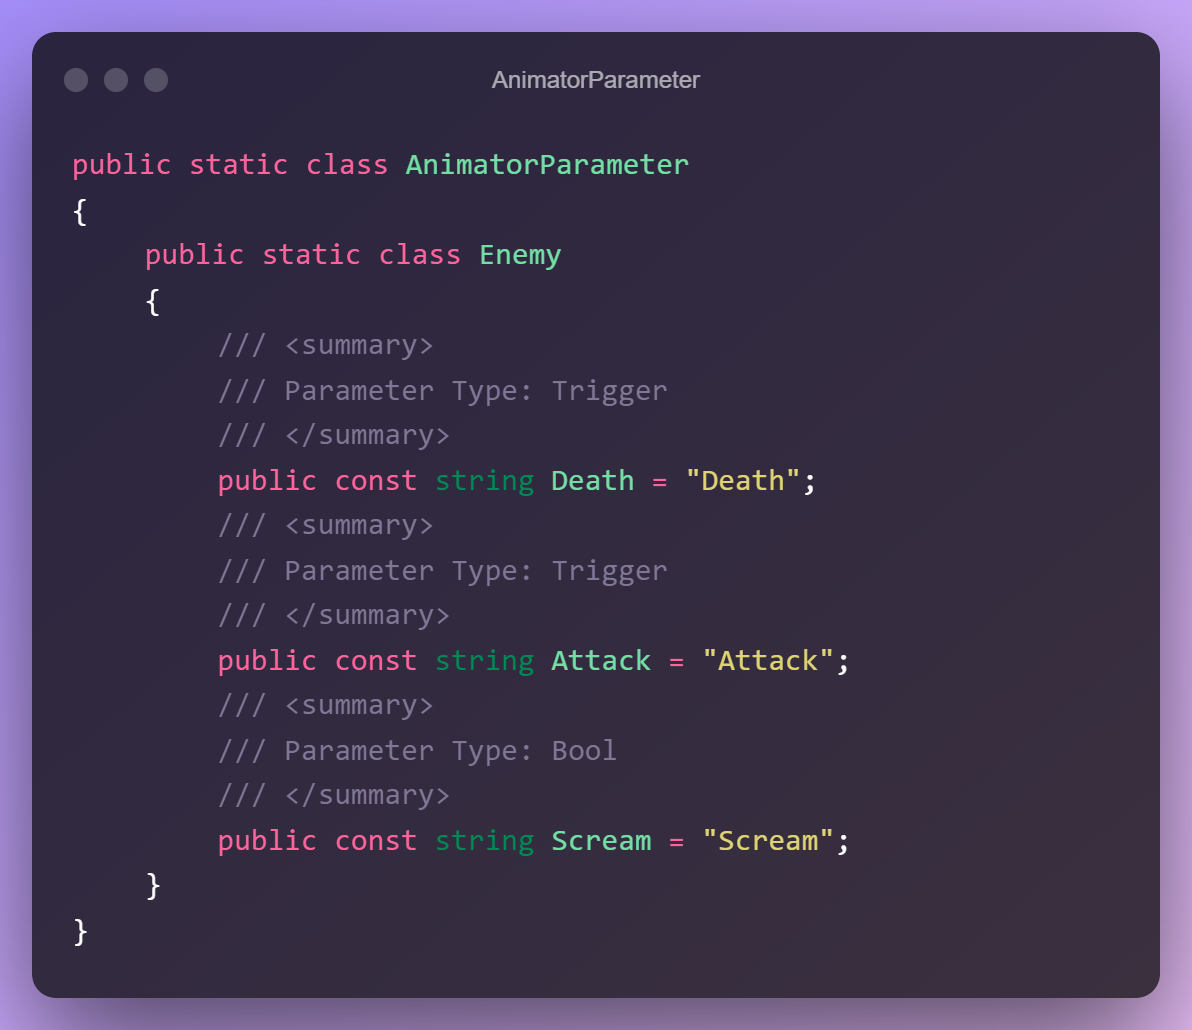 AnimatorParameter
public static class AnimatorParameter
{
    public static class Enemy
    {
        /// <summary>
        /// Parameter Type: Trigger
        /// </summary>
        public const string Death = "Death";
        /// <summary>
        /// Parameter Type: Trigger
        /// </summary>
        public const string Attack = "Attack";
        /// <summary>
        /// Parameter Type: Bool
        /// </summary>
        public const string Scream = "Scream";
    }
}